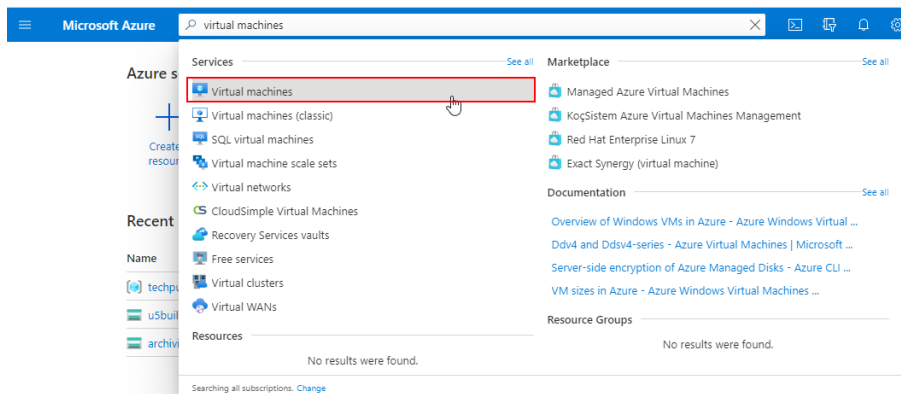 Microsoft Azure
virtual machines
Azure s
Create
resour
Recent
Name
techpu
u5buil
archivi
Services
See all
Virtual machines
Virtual machines (classic)
SQL virtual machines
Virtual machine scale sets
Virtual networks
CloudSimple Virtual Machines
Recovery Services vaults
Free services
Virtual clusters
Virtual WANs
Resources
No results were found.
Marketplace
See all
Managed Azure Virtual Machines
KoçSistem Azure Virtual Machines Management
Red Hat Enterprise Linux 7
Exact Synergy (virtual machine)
Documentation
See all
Overview of Windows VMs in Azure - Azure Windows Virtual ...
Ddv4 and Ddsv4-series - Azure Virtual Machines | Microsoft ...
Server-side encryption of Azure Managed Disks - Azure CLI ...
VM sizes in Azure - Azure Windows Virtual Machines ...
Resource Groups
No results were found.
Searching all subscriptions. Change